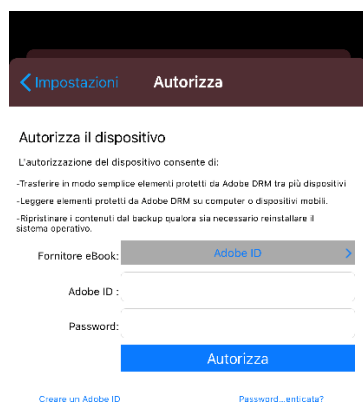 Impostazioni Autorizza
Autorizza il dispositivo
L'autorizzazione del dispositivo consente di:
-Trasferire in modo semplice elementi protetti da Adobe DRM tra più dispositivi
-Leggere elementi protetti da Adobe DRM su computer o dispositivi mobili.
-Ripristinare i contenuti dal backup qualora sia necessario reinstallare il
sistema operativo.
Fornitore eBook: Adobe ID
Adobe ID :
Password:
Autorizza
Creare un Adobe ID Password...enticata?